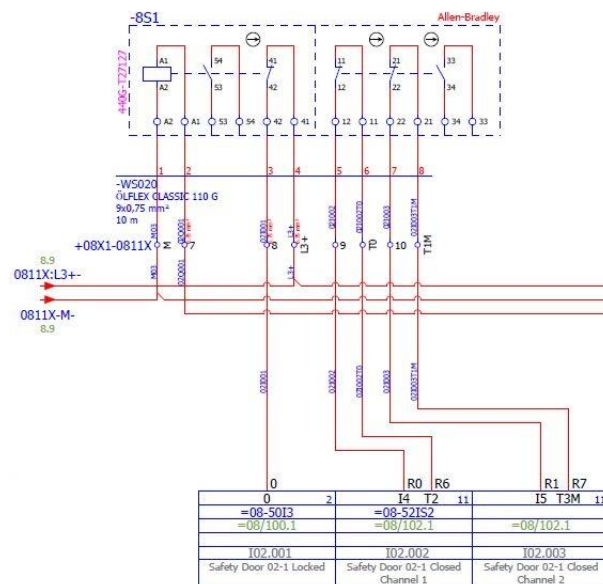 -8S1
Allen-Bradley
440G-T27127
A1 54 41 11 21 33
A2 53 42 12 22 34
A2 A1 53 54 42 41 12 11 22 21 34 33
1 2 3 4 5 6 7 8
-WS020
ÖLFLEX CLASSIC 110 G
9x0,75 mm²
10 m
M03
L3+
+08X1-0811X
M 7 8 L3+ 9 T0 10 T1M
8.9
0811X:L3+-
M03
L3+
0811X-M-
8.9
0 R0 R6 R1 R7
0 2 I4 T2 11 I5 T3M 11
=08-50I3 =08-52IS2
=08/100.1 =08/102.1 =08/102.1
I02.001 I02.002 I02.003
Safety Door 02-1 Locked Safety Door 02-1 Closed Safety Door 02-1 Closed
Channel 1 Channel 2